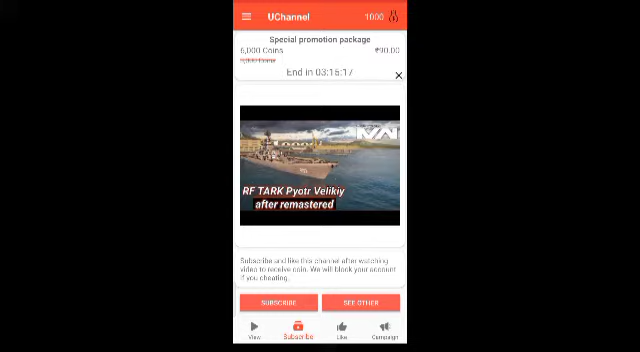 UChannel
1000
Special promotion package
6,000 Coins
₹90.00
End in 03:15:17
MW
RF TARK Pyotr Velikiy
after remastered
Subscribe and like this channel after watching
video to receive coin. We will block your account
if you cheating.
SUBSCRIBE
SEE OTHER
View
Subscribe
Like
Campaign